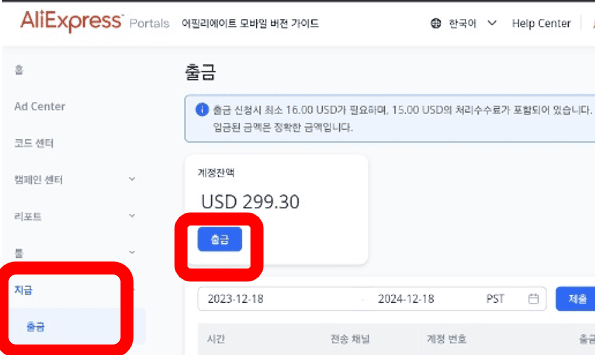 AliExpress Portals 어필리에이트 모바일 버전 가이드 한국어 Help Center
홈
Ad Center
코드 센터
캠페인 센터
리포트
툴
지급
출금
출금
출금 신청시 최소 16.00 USD가 필요하며, 15.00 USD의 처리수수료가 포함되어 있습니다.
입금된 금액은 정확한 금액입니다.
계정잔액
USD 299.30
출금
2023-12-18 - 2024-12-18 PST 제출
시간 전송 채널 계정 번호 출금